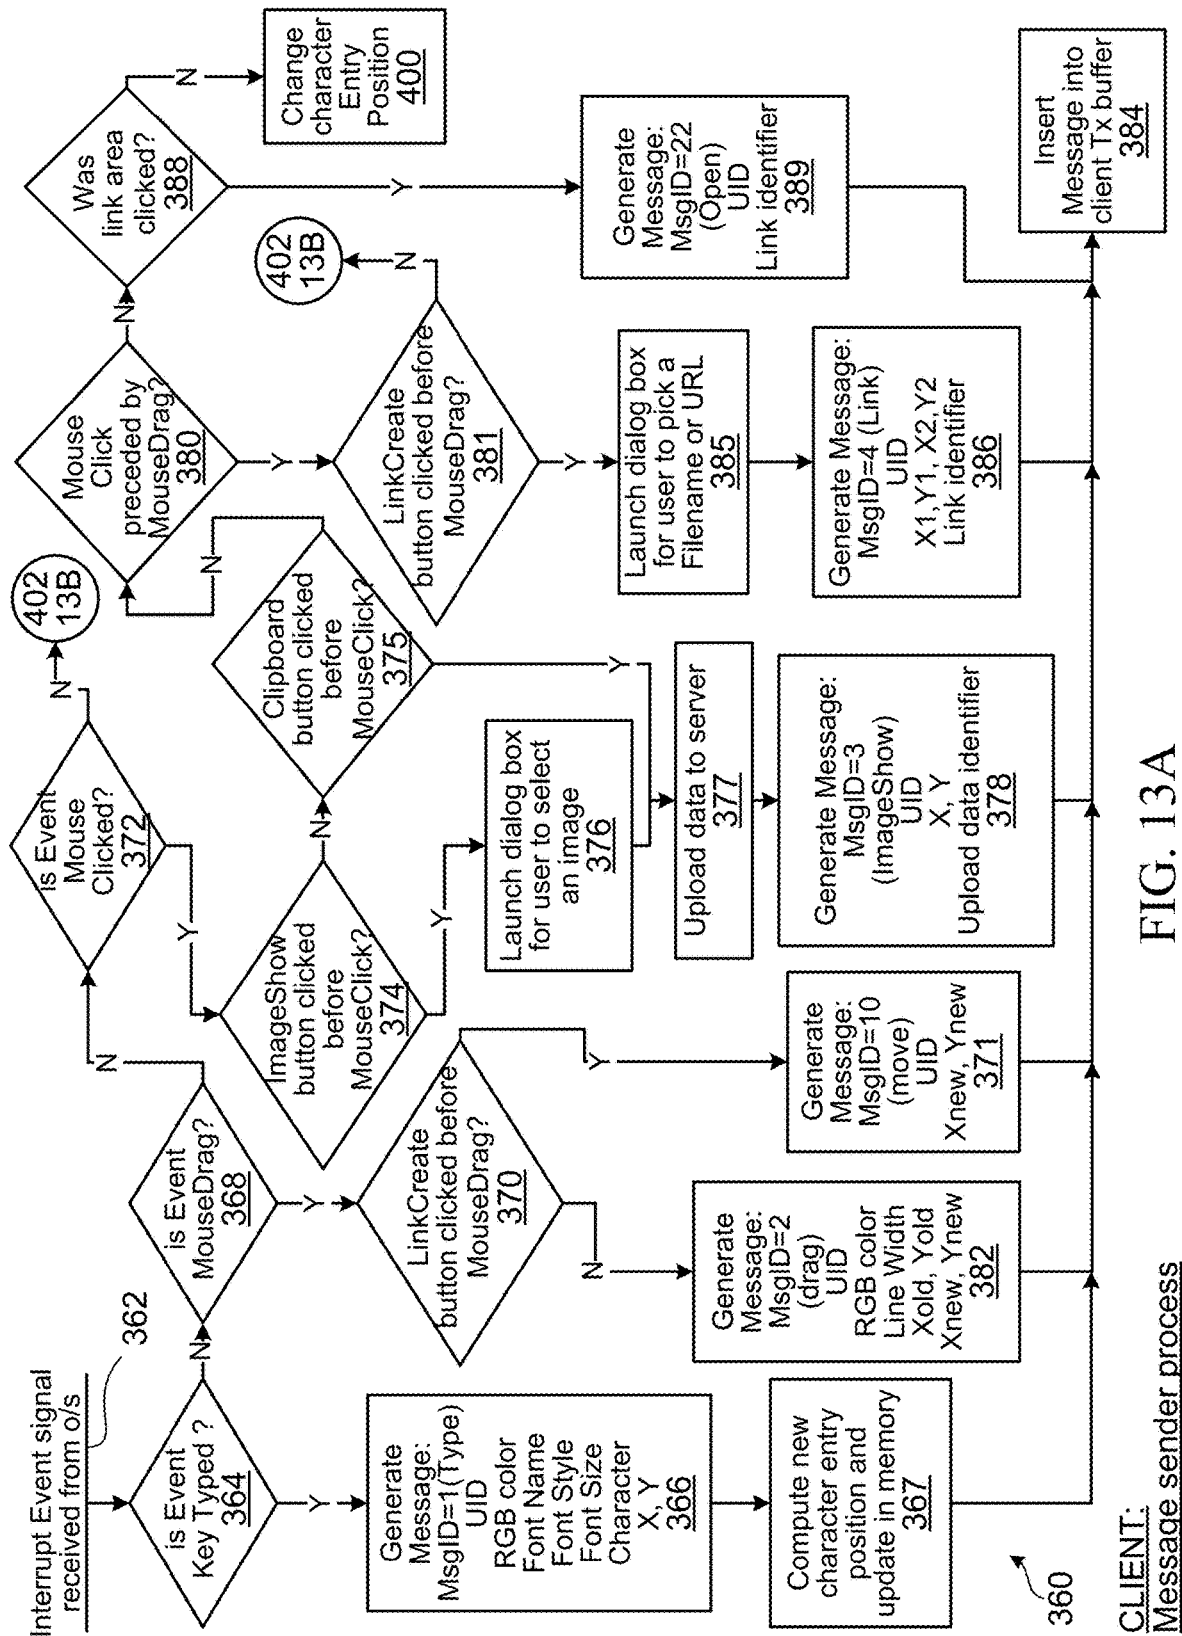 Interrupt Event signal
received from o/s
362
is Event
Key Typed ?
364
N
Y
Generate
Message:
MsgID=1(Type)
UID
RGB color
Font Name
Font Style
Font Size
Character
X, Y
366
Compute new
character entry
position and
update in memory
367
is Event
MouseDrag?
368
N
Y
LinkCreate
button clicked before
MouseDrag?
370
N
Y
Generate
Message:
MsgID=2
(drag)
UID
RGB color
Line Width
Xold, Yold
Xnew, Ynew
382
Generate
Message:
MsgID=10
(move)
UID
Xnew, Ynew
371
is Event
Mouse
Clicked?
372
N
402
13B
Y
ImageShow
button clicked
before
MouseClick?
374
N
Y
Launch dialog box
for user to select
an image
376
Clipboard
button clicked
before
MouseClick?
375
N
Y
Upload data to server
377
Generate Message:
MsgID=3
(ImageShow)
UID
X, Y
Upload data identifier
378
Mouse
Click
preceded by
MouseDrag?
380
N
Y
LinkCreate
button clicked before
MouseDrag?
381
N
402
13B
Y
Launch dialog box
for user to pick a
Filename or URL
385
Generate Message:
MsgID=4 (Link)
UID
X1,Y1, X2,Y2
Link identifier
386
Was
link area
clicked?
388
N
Change
character
Entry
Position
400
Y
Generate
Message:
MsgID=22
(Open)
UID
Link identifier
389
Insert
Message into
client Tx buffer
384
360
CLIENT:
Message sender process
FIG. 13A